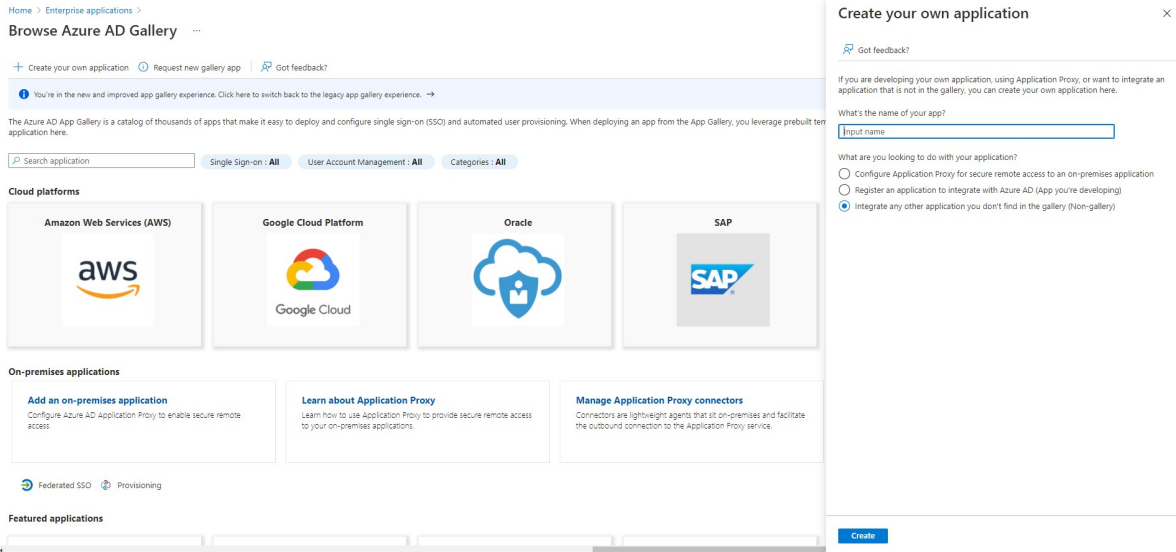 Home > Enterprise applications >
Browse Azure AD Gallery ...
+ Create your own application Request new gallery app Got feedback?
You're in the new and improved app gallery experience. Click here to switch back to the legacy app gallery experience. →
The Azure AD App Gallery is a catalog of thousands of apps that make it easy to deploy and configure single sign-on (SSO) and automated user provisioning. When deploying an app from the App Gallery, you leverage prebuilt
application here.
Search application
Single Sign-on : All User Account Management : All Categories : All
Cloud platforms
Amazon Web Services (AWS) Google Cloud Platform Oracle SAP
aws
Google Cloud
SAP
On-premises applications
Add an on-premises application
Configure Azure AD Application Proxy to enable secure remote
access.
Learn about Application Proxy
Learn how to use Application Proxy to provide secure remote access
to your on-premises applications.
Manage Application Proxy connectors
Connectors are lightweight agents that sit on-premises and facilitate
the outbound connection to the Application Proxy service.
Federated SSO Provisioning
Featured applications
Create your own application
Got feedback?
If you are developing your own application, using Application Proxy, or want to integrate an
application that is not in the gallery, you can create your own application here.
What's the name of your app?
Input name
What are you looking to do with your application?
Configure Application Proxy for secure remote access to an on-premises application
Register an application to integrate with Azure AD (App you're developing)
Integrate any other application you don't find in the gallery (Non-gallery)
Create